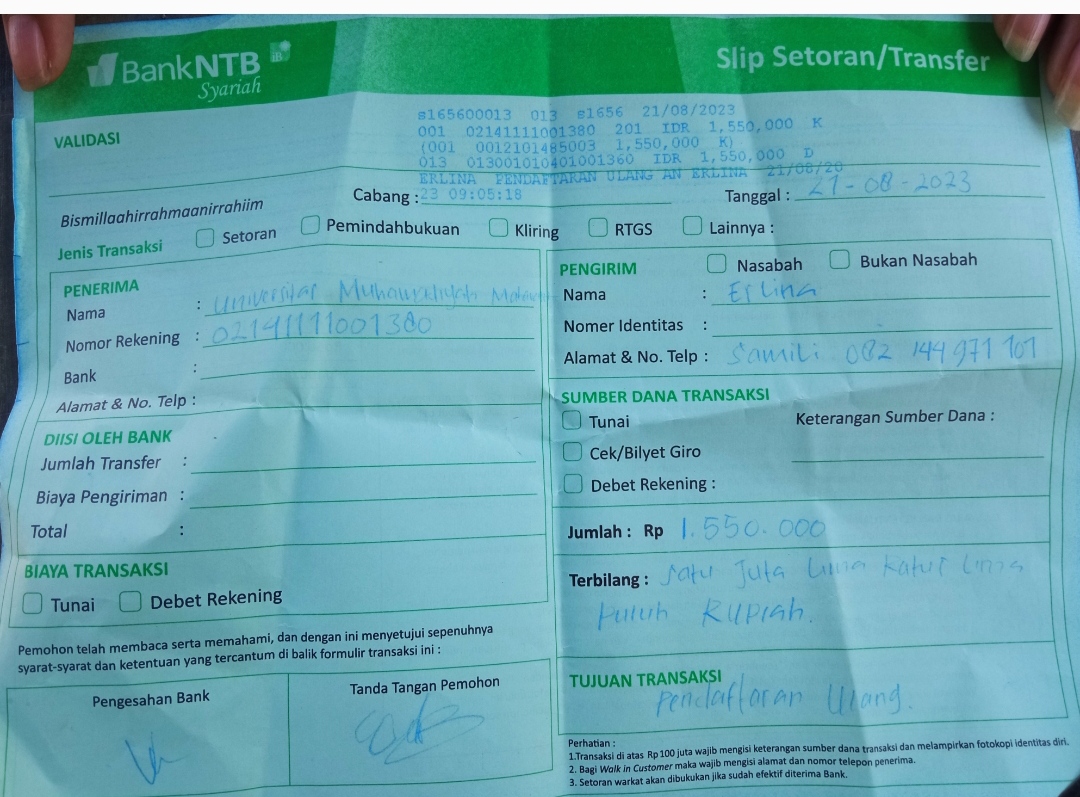 BankNTB iB
Syariah
Slip Setoran/Transfer
VALIDASI
s165600013 013 s1656 21/08/2023
001 02141111001380 201 IDR 1,550,000 K
(001 0012101485003 1,550,000 K)
013 013001010401001360 IDR 1,550,000 D
ERLINA PENDAFTARAN ULANG AN ERLINA 21/08/20
23 09:05:18
Bismillaahirrahmaanirrahiim
Cabang :
Tanggal : 21-08-2023
Jenis Transaksi Setoran Pemindahbukuan Kliring RTGS Lainnya :
PENERIMA
Nama : Universitas Muhammadiyah
Nomor Rekening : 02141111001380
Bank :
Alamat & No. Telp :
DIISI OLEH BANK
Jumlah Transfer :
Biaya Pengiriman :
Total :
BIAYA TRANSAKSI
Tunai Debet Rekening
Pemohon telah membaca serta memahami, dan dengan ini menyetujui sepenuhnya
syarat-syarat dan ketentuan yang tercantum di balik formulir transaksi ini :
Pengesahan Bank
Tanda Tangan Pemohon
PENGIRIM Nasabah Bukan Nasabah
Nama : Erlina
Nomer Identitas :
Alamat & No. Telp : Samili 082 144 971 101
SUMBER DANA TRANSAKSI
Tunai
Keterangan Sumber Dana :
Cek/Bilyet Giro
Debet Rekening :
Jumlah : Rp 1.550.000
Terbilang : Satu Juta Lima Ratus Lima
Puluh Rupiah.
TUJUAN TRANSAKSI
Pendaftaran Ulang.
Perhatian :
1.Transaksi di atas Rp100 juta wajib mengisi keterangan sumber dana transaksi dan melampirkan fotokopi identitas diri.
2. Bagi Walk in Customer maka wajib mengisi alamat dan nomor telepon penerima.
3. Setoran warkat akan dibukukan jika sudah efektif diterima Bank.